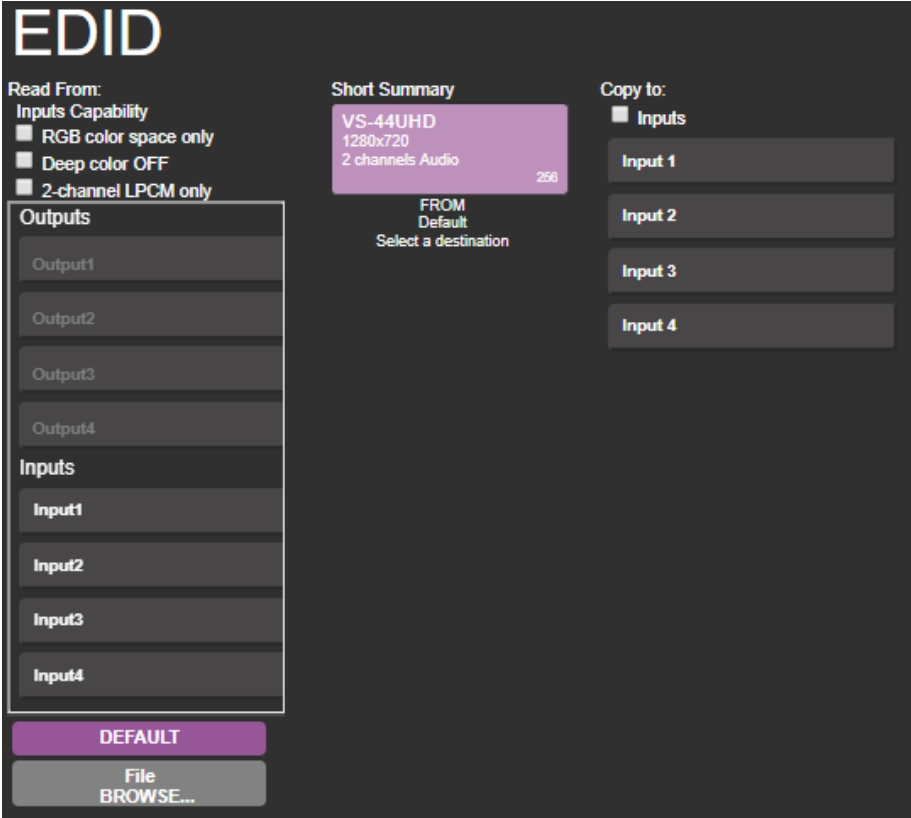 EDID
Read From:
Inputs Capability
RGB color space only
Deep color OFF
2-channel LPCM only
Outputs
Output1
Output2
Output3
Output4
Inputs
Input1
Input2
Input3
Input4
DEFAULT
File
BROWSE...
Short Summary
VS-44UHD
1280x720
2 channels Audio
256
FROM
Default
Select a destination
Copy to:
Inputs
Input 1
Input 2
Input 3
Input 4